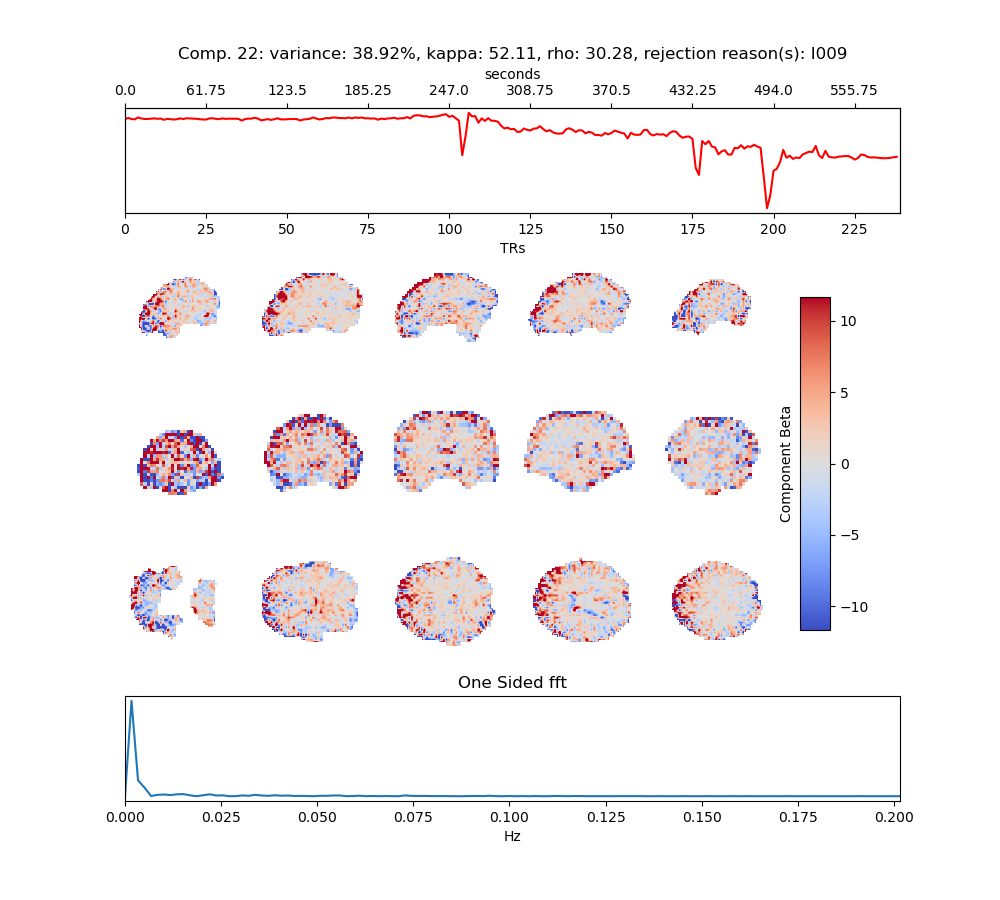 Comp. 22: variance: 38.92%, kappa: 52.11, rho: 30.28, rejection reason(s): I009
seconds
0.0 61.75 123.5 185.25 247.0 308.75 370.5 432.25 494.0 555.75
0 25 50 75 100 125 150 175 200 225
TRs
10
5
0
−5
−10
Component Beta
One Sided fft
0.000 0.025 0.050 0.075 0.100 0.125 0.150 0.175 0.200
Hz